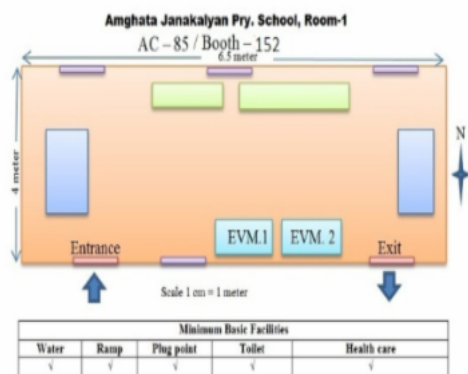 Amghata Janakalyan Pry. School, Room-1
AC – 85 / Booth – 152
6.5 meter
4 meter
N
EVM.1 EVM. 2
Entrance Exit
Scale 1 cm = 1 meter
Minimum Basic Facilities
Water Ramp Plug point Toilet Health care
√ √ √ √ √